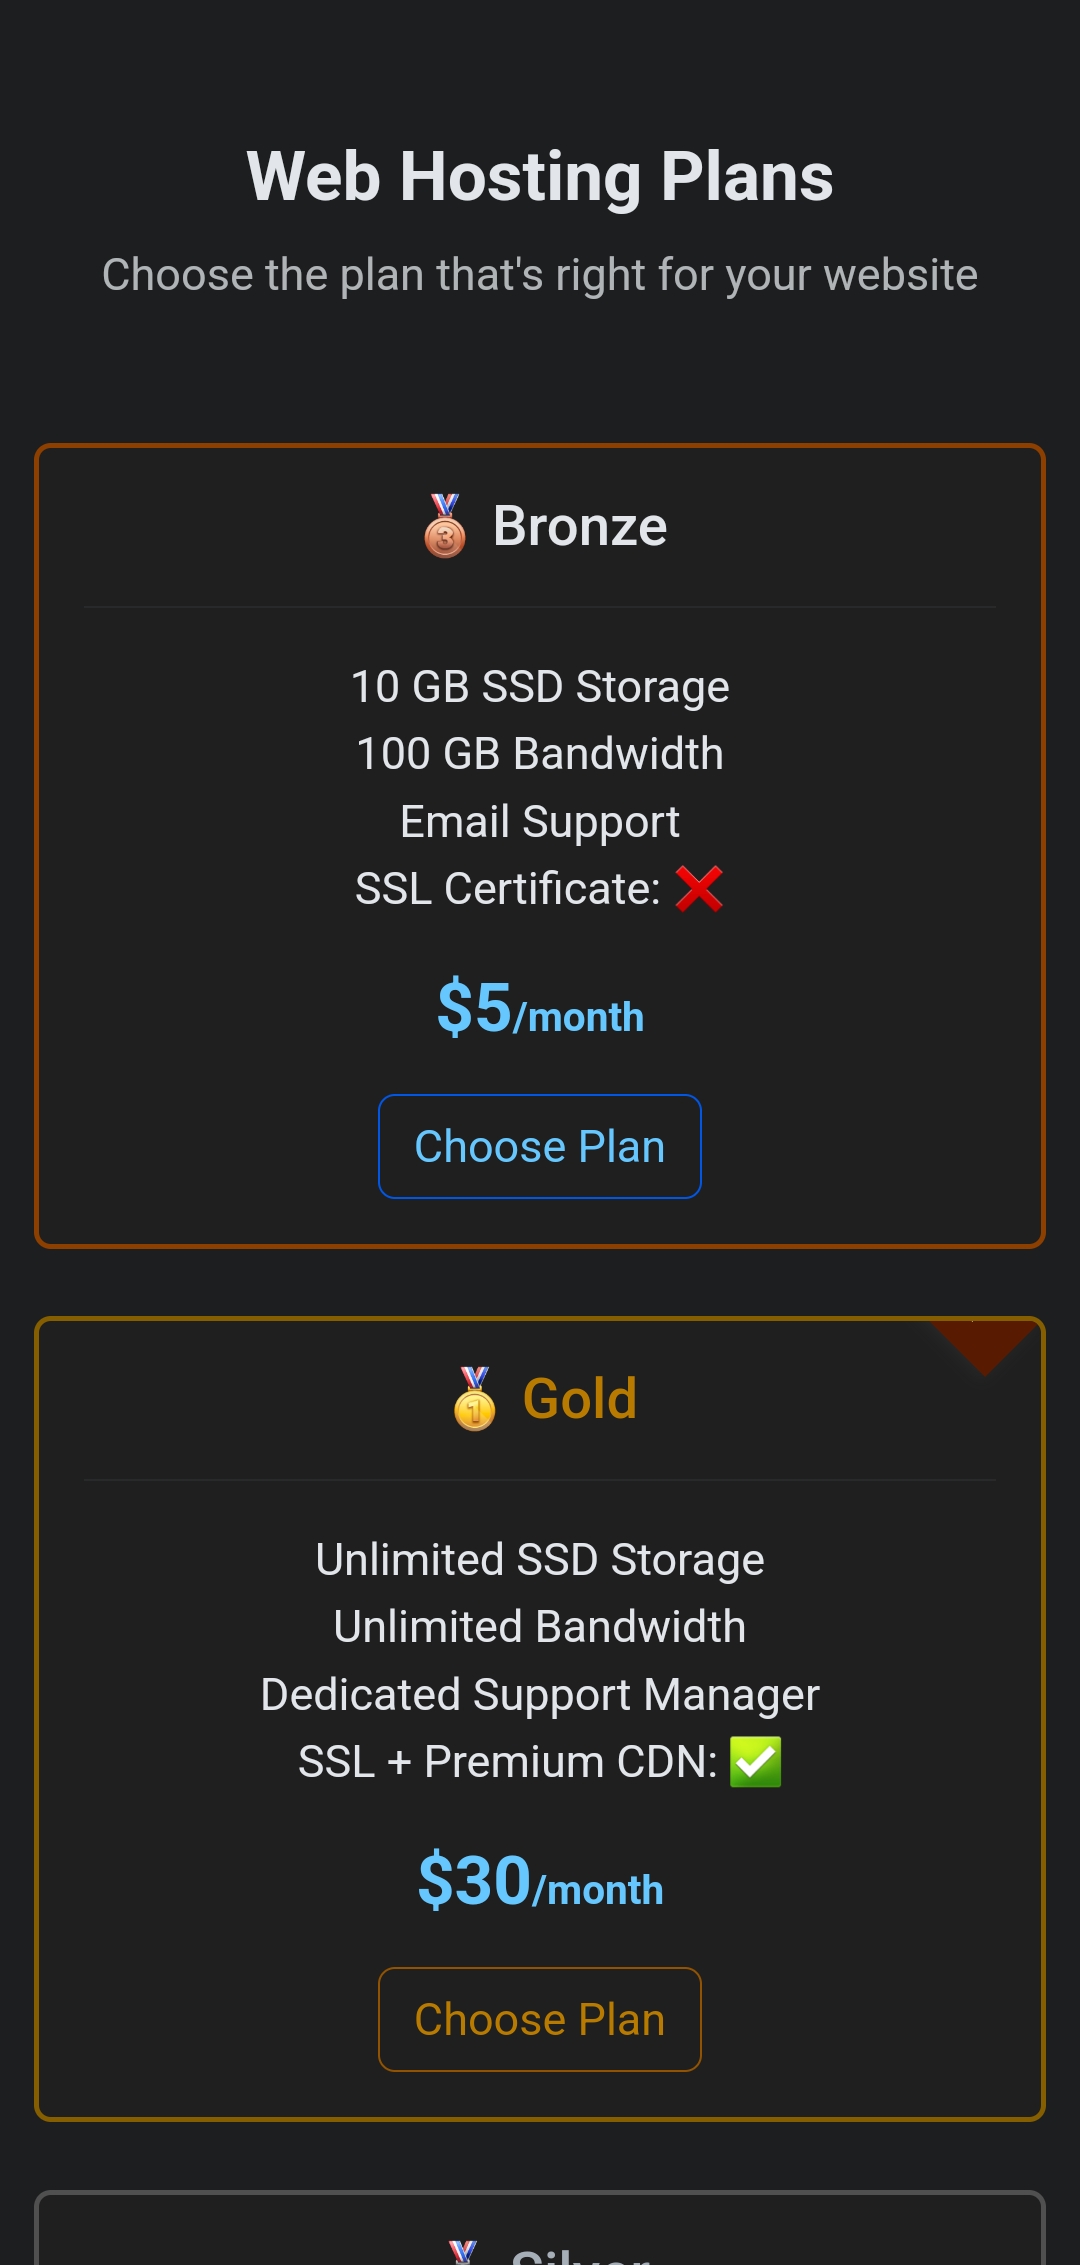 Web Hosting Plans
Choose the plan that's right for your website
🥉 Bronze
10 GB SSD Storage
100 GB Bandwidth
Email Support
SSL Certificate: ❌
$5/month
Choose Plan
🥇 Gold
Unlimited SSD Storage
Unlimited Bandwidth
Dedicated Support Manager
SSL + Premium CDN: ✅
$30/month
Choose Plan
Silver